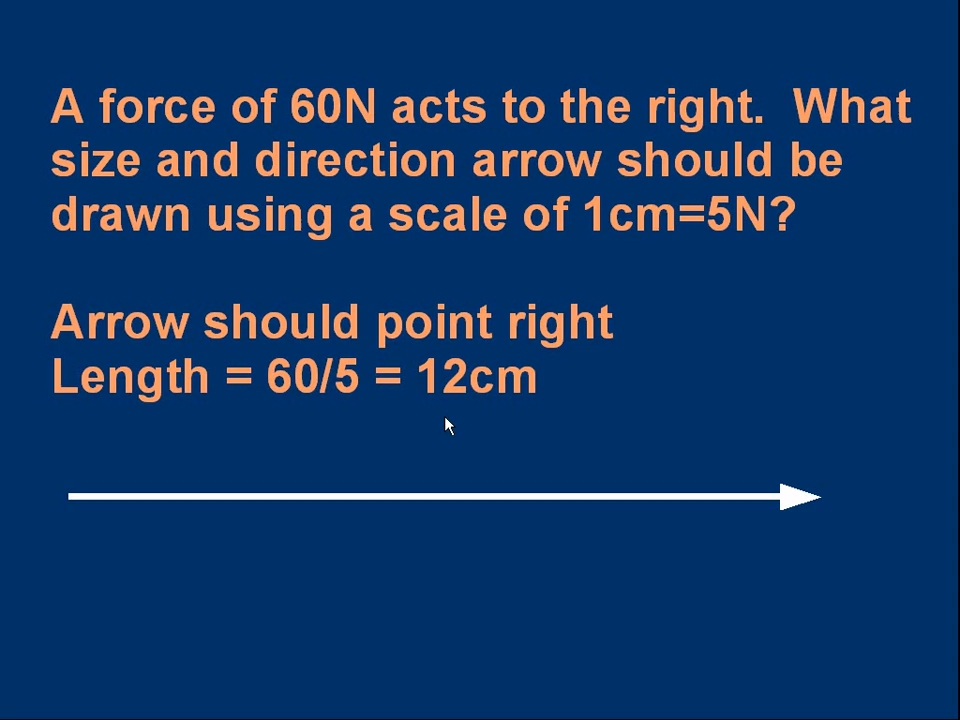 A force of 60N acts to the right.  What
size and direction arrow should be
drawn using a scale of 1cm=5N?
Arrow should point right
Length = 60/5 = 12cm